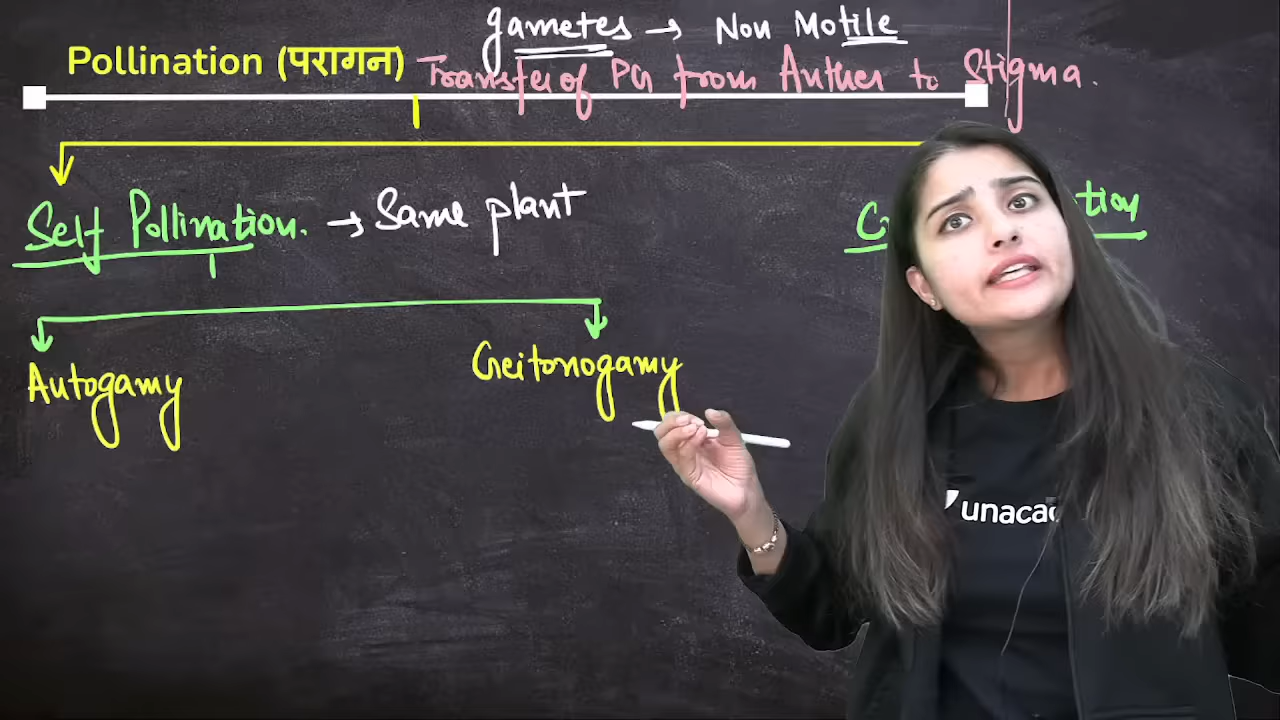 gametes → Non Motile
Pollination (परागन) Transfer of PG from Anther to Stigma.
Self Pollination. → Same plant
C tion
Autogamy Geitonogamy
unacad